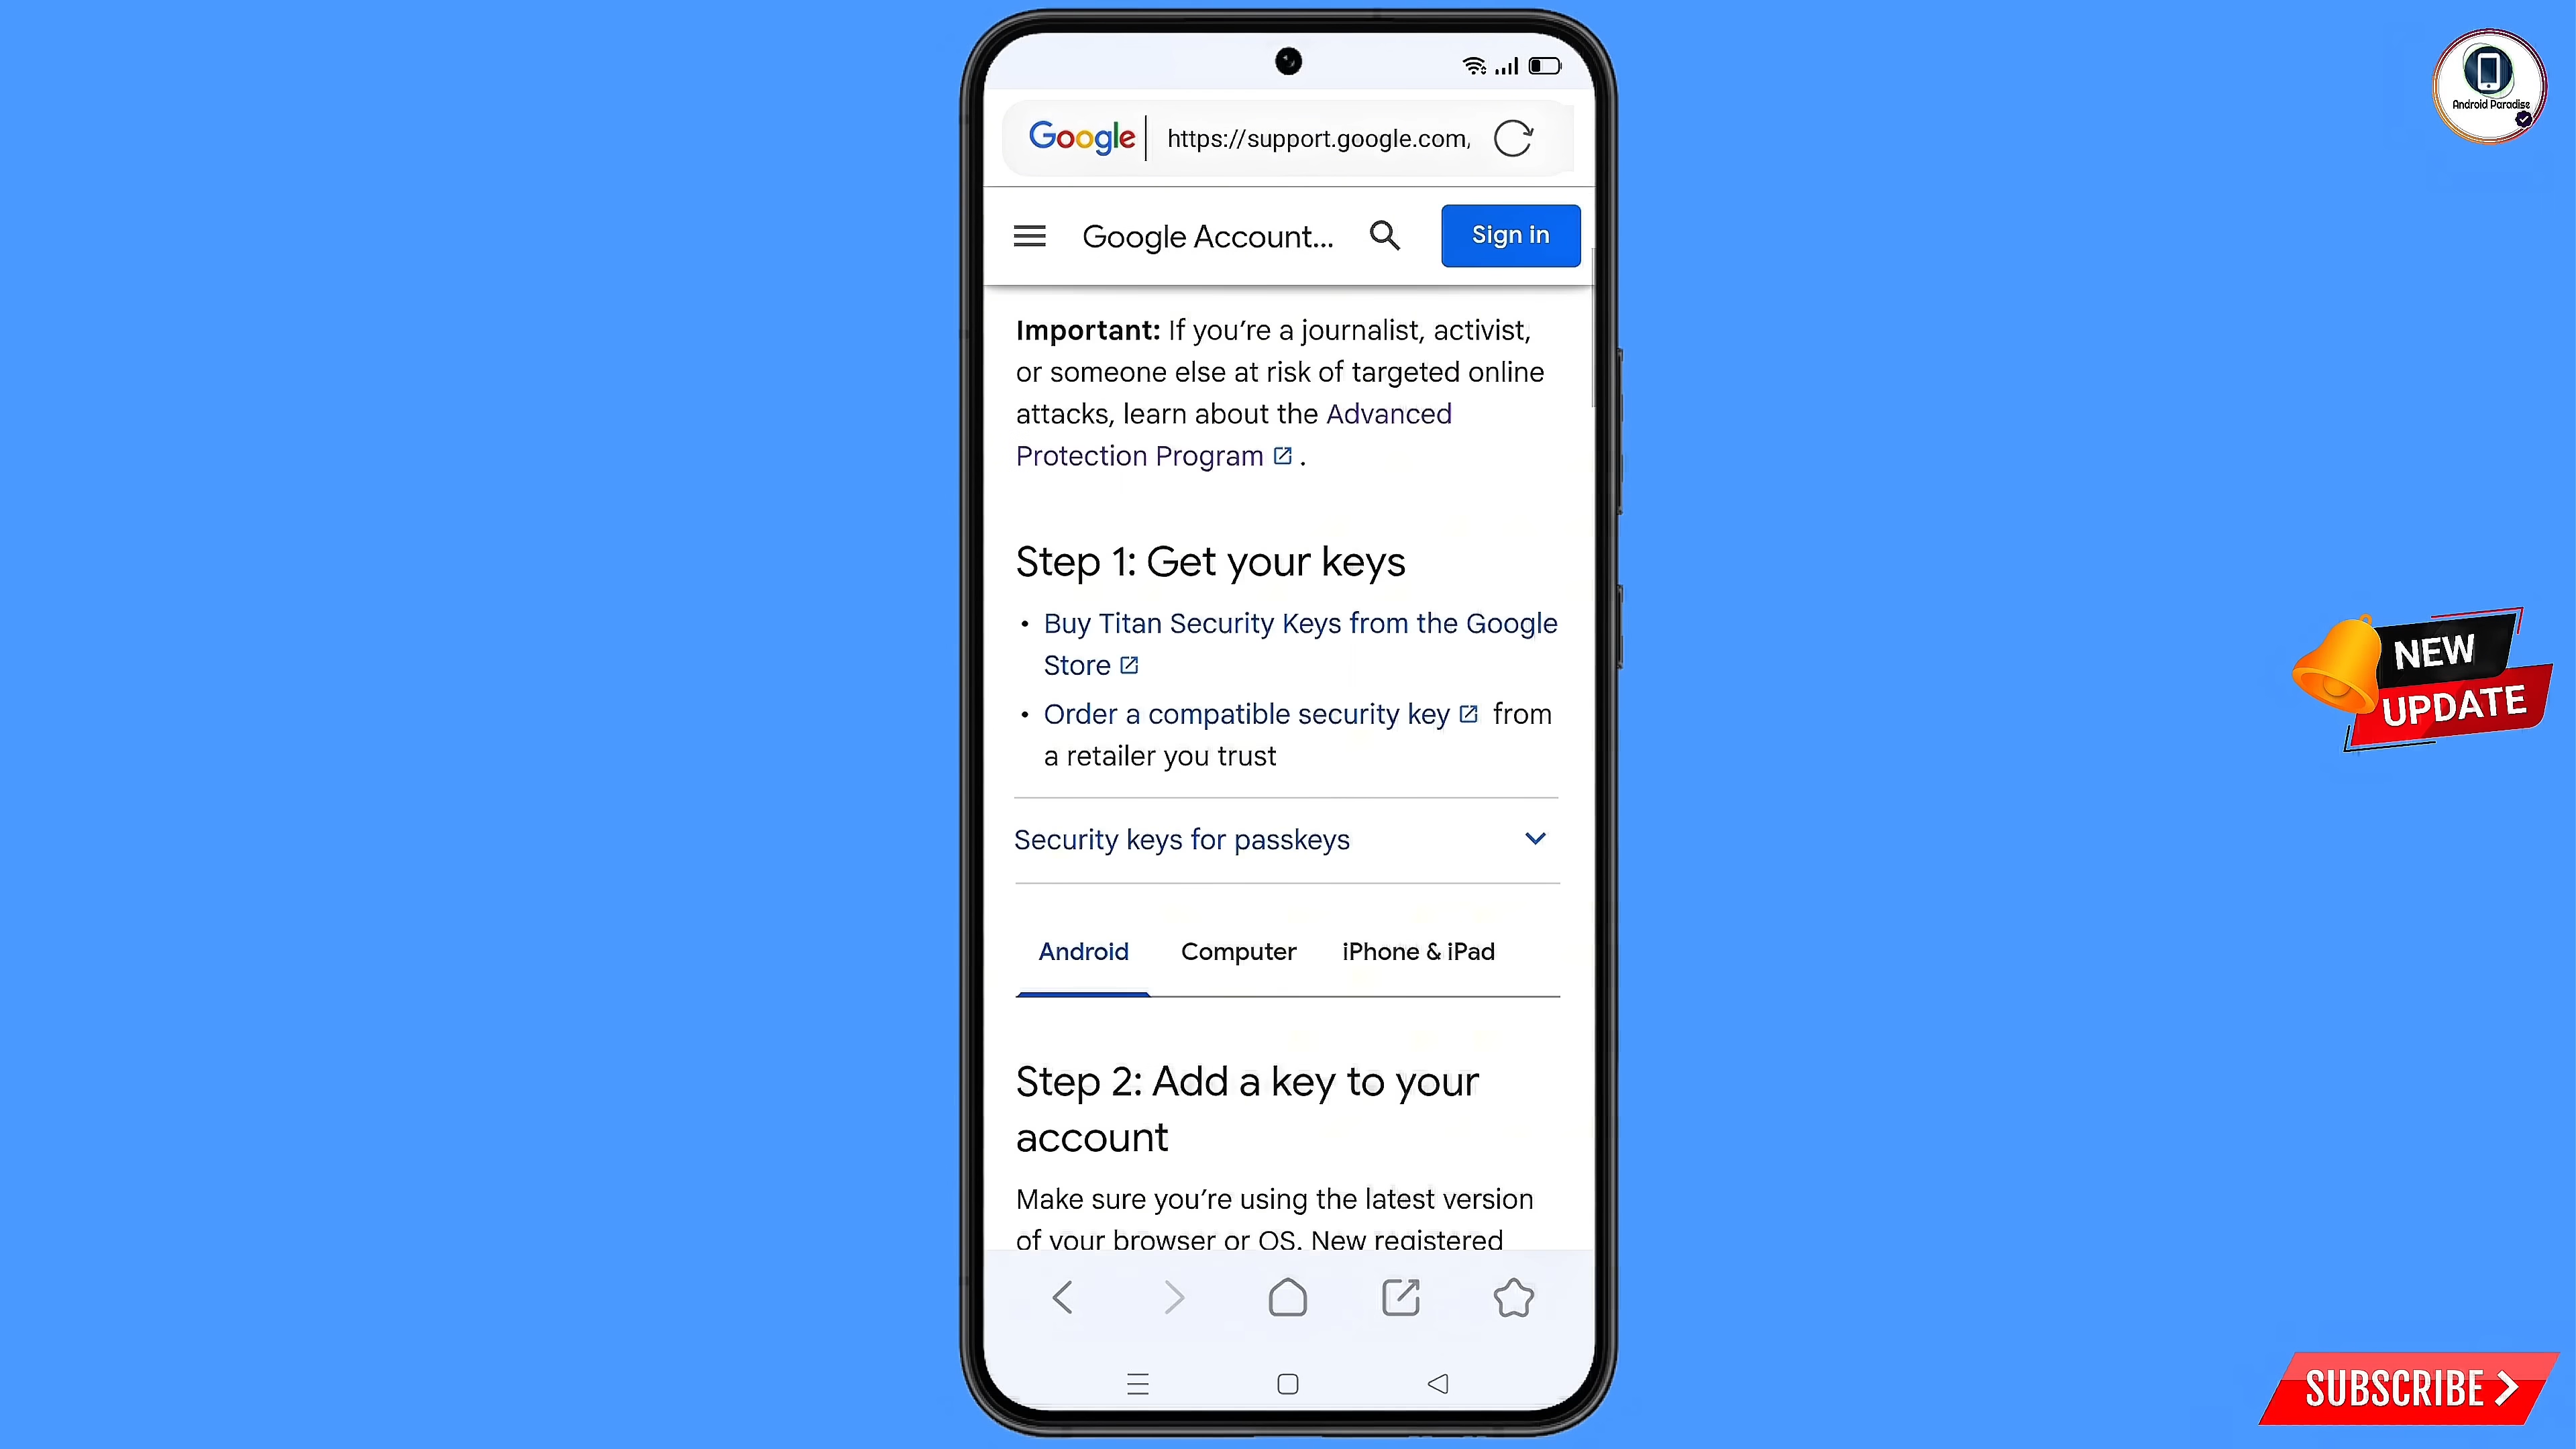 Android Paradise
Google
https://support.google.com,
Google Account...
Sign in
Important: If you're a journalist, activist,
or someone else at risk of targeted online
attacks, learn about the Advanced
Protection Program .
Step 1: Get your keys
• Buy Titan Security Keys from the Google
Store
• Order a compatible security key from
a retailer you trust
Security keys for passkeys
Android Computer iPhone & iPad
Step 2: Add a key to your
account
Make sure you're using the latest version
of your browser or OS. New registered
NEW
UPDATE
SUBSCRIBE